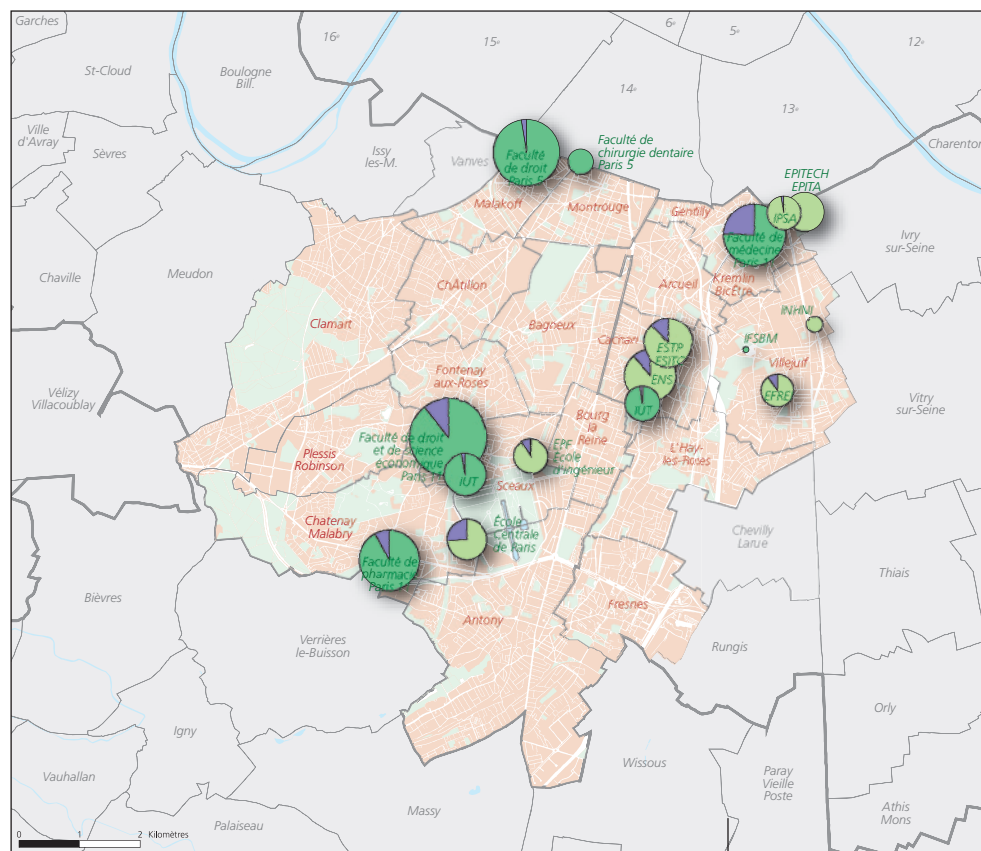 Garches
16e
15e
6e
5e
12e
St-Cloud
Boulogne
Bill.
14e
13e
Ville
d'Avray
Sèvres
Issy
les-M.
Vanves
Faculté
de droit
Paris 5
Faculté de
chirurgie dentaire
Paris 5
Charenton
EPITECH
EPITA
IPSA
Malakoff
Montrouge
Gentilly
Faculté de
médecine
Ivry
sur-Seine
Chaville
Meudon
ChÂtillon
Arcueil
Kremlin
BicÊtre
Clamart
Bagneux
Cachan
INHNI
IFSBM
Villejuif
ESTP
ESITC
ENS
EFREI
IUT
Fontenay
aux-Roses
Vélizy
Villacoublay
Vitry
sur-Seine
Bourg
la
Reine
Plessis
Robinson
Faculté de droit
et de science
économique
IUT
EPF
École
d'ingénieur
L'Hay-
les-Roses
Sceaux
Chatenay
Malabry
École
Centrale
de Paris
Chevilly
Larue
Faculté de
pharmacie
Thiais
Bièvres
Fresnes
Antony
Verrières
le-Buisson
Rungis
Igny
Orly
Vauhallan
Wissous
Paray
Vieille
Poste
Massy
Athis
Mons
Palaiseau
0 1 2 Kilomètres